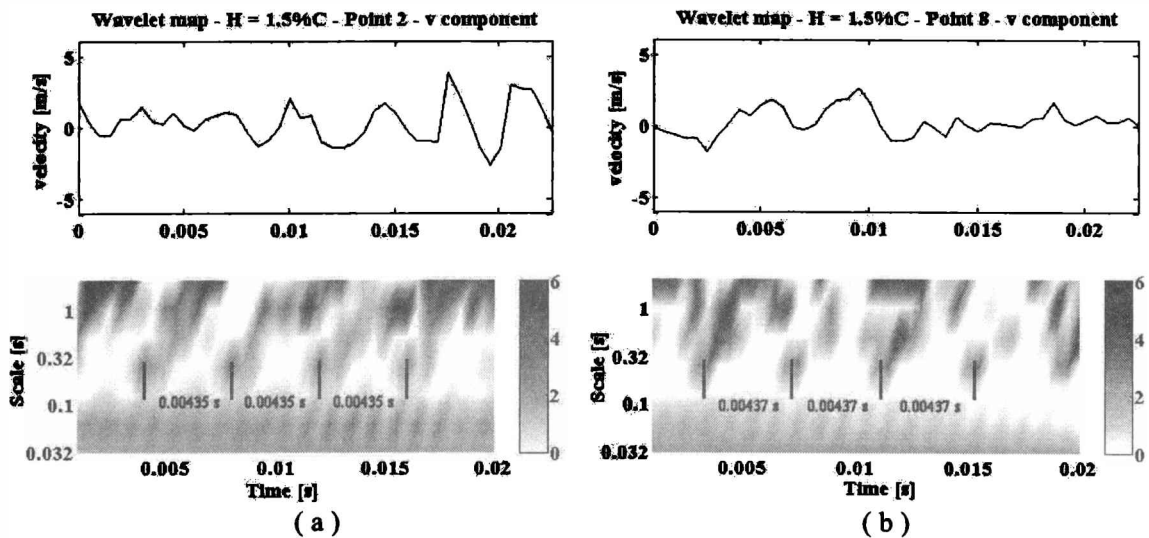 Wavelet map - H = 1.5%C - Point 2 - v component
velocity [m/s]
5
0
-5
0
0.005
0.01
0.015
0.02
Scale [s]
1
0.32
0.1
0.032
0.00435 s
0.00435 s
0.00435 s
0.005
0.01
0.015
0.02
Time [s]
6
4
2
0
( a )
Wavelet map - H = 1.5%C - Point 8 - v component
velocity [m/s]
5
0
-5
0
0.005
0.01
0.015
0.02
Scale [s]
1
0.32
0.1
0.032
0.00437 s
0.00437 s
0.00437 s
0.005
0.01
0.015
0.02
Time [s]
6
4
2
0
( b )